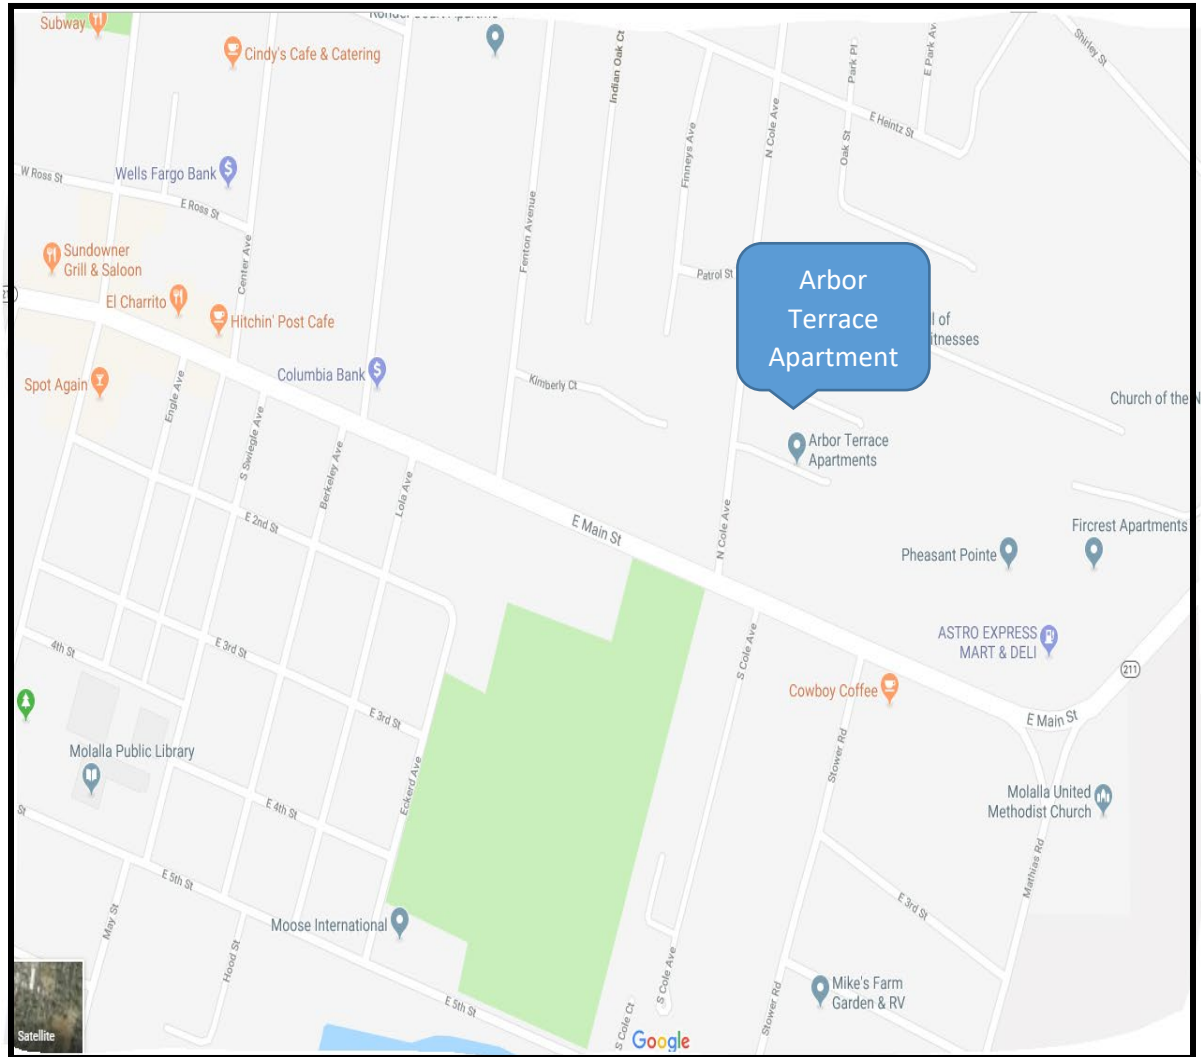 Subway
Cindy's Cafe & Catering
Indian Oak Ct
Park Pl
E Park Av
Shirley St
E Heintz St
N Cole Ave
Oak St
Finneys Ave
Wells Fargo Bank
W Ross St
E Ross St
Center Ave
Fenton Avenue
Sundowner
Grill & Saloon
El Charrito
Hitchin' Post Cafe
Patrol St
Arbor
Terrace
Apartment
l of
itnesses
Columbia Bank
Spot Again
Engle Ave
S Swiegle Ave
Berkeley Ave
Lola Ave
Kimberly Ct
Church of the N
Arbor Terrace
Apartments
E 2nd St
E Main St
N Cole Ave
Fircrest Apartments
Pheasant Pointe
ASTRO EXPRESS
MART & DELI
211
4th St
E 3rd St
S Cole Ave
Cowboy Coffee
E Main St
E 3rd St
Molalla Public Library
Stower Rd
Eckerd Ave
E 4th St
Molalla United
Methodist Church
St
E 5th St
Mathias Rd
E 3rd St
May St
Moose International
Hood St
S Cole Ave
Mike's Farm
Garden & RV
E 5th St
Stower Rd
S Cole Ct
Satellite
Google